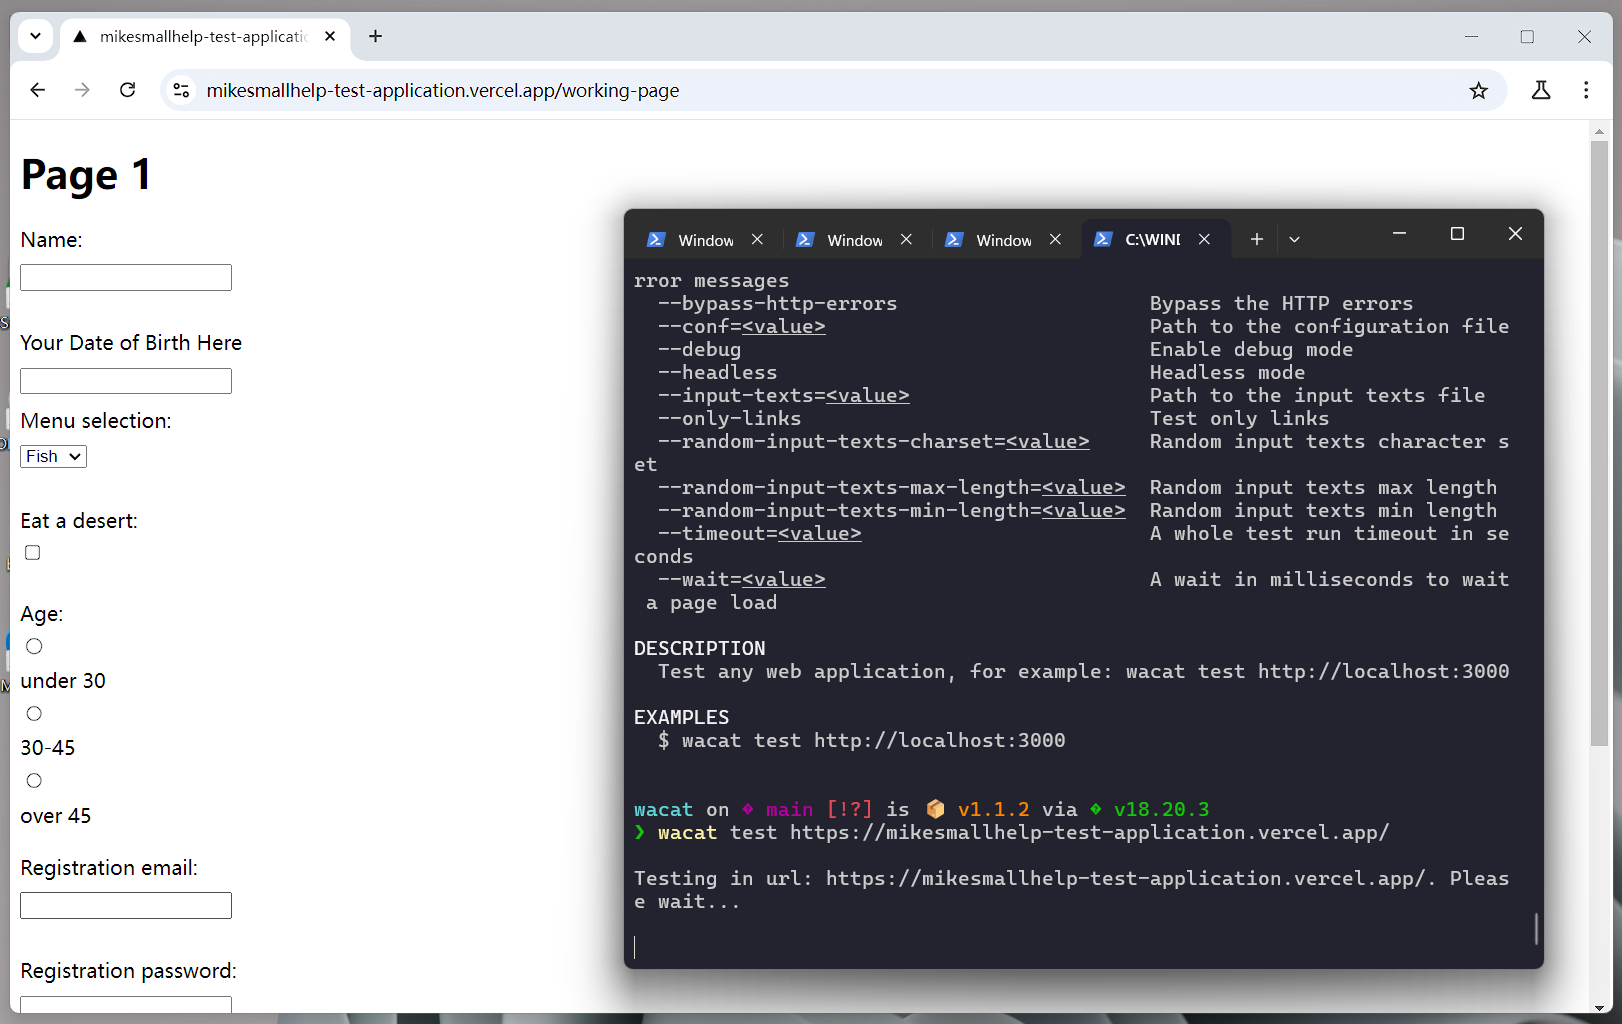 mikesmallhelp-test-applicatio
mikesmallhelp-test-application.vercel.app/working-page
Page 1
Name:
Your Date of Birth Here
Menu selection:
Fish
Eat a desert:
Age:
under 30
30-45
over 45
Registration email:
Registration password:
Window
Window
Window
C:\WINI
rror messages
--bypass-http-errors Bypass the HTTP errors
--conf=<value> Path to the configuration file
--debug Enable debug mode
--headless Headless mode
--input-texts=<value> Path to the input texts file
--only-links Test only links
--random-input-texts-charset=<value> Random input texts character s
et
--random-input-texts-max-length=<value> Random input texts max length
--random-input-texts-min-length=<value> Random input texts min length
--timeout=<value> A whole test run timeout in se
conds
--wait=<value> A wait in milliseconds to wait
a page load
DESCRIPTION
Test any web application, for example: wacat test http://localhost:3000
EXAMPLES
$ wacat test http://localhost:3000
wacat on � main [!?] is 📦 v1.1.2 via � v18.20.3
❯ wacat test https://mikesmallhelp-test-application.vercel.app/
Testing in url: https://mikesmallhelp-test-application.vercel.app/. Pleas
e wait...